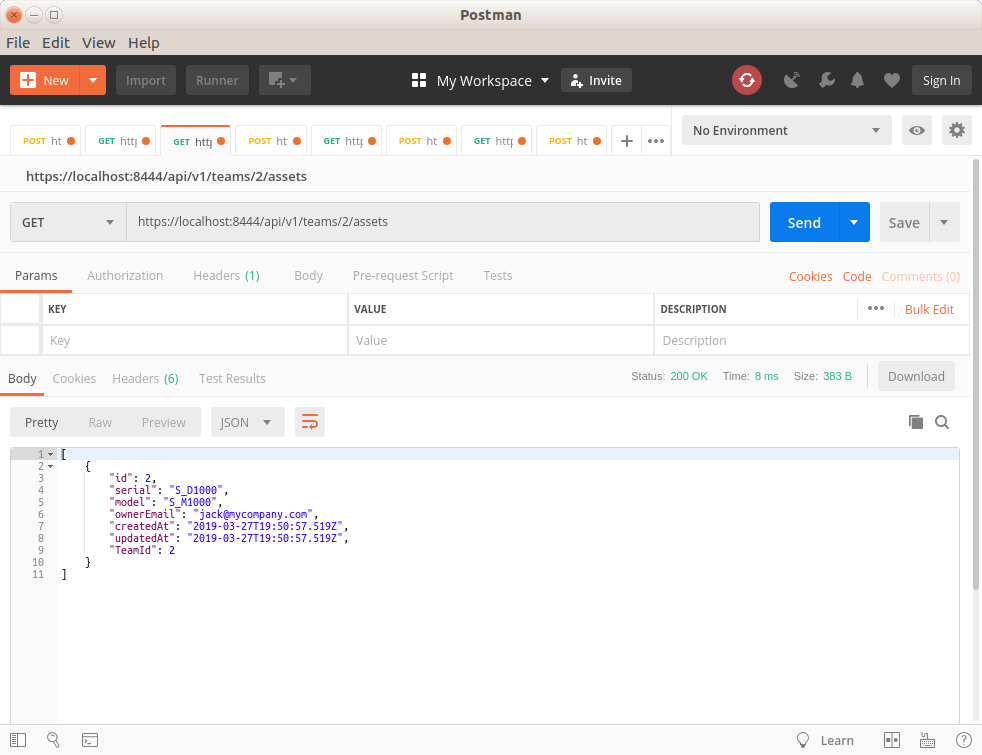 Postman
File Edit View Help
New Import Runner My Workspace Invite Sign In
POST ht GET http GET http POST ht GET http POST ht GET http POST ht No Environment
https://localhost:8444/api/v1/teams/2/assets
GET https://localhost:8444/api/v1/teams/2/assets Send Save
Params Authorization Headers (1) Body Pre-request Script Tests Cookies Code Comments (0)
KEY VALUE DESCRIPTION Bulk Edit
Key Value Description
Body Cookies Headers (6) Test Results Status: 200 OK Time: 8 ms Size: 383 B Download
Pretty Raw Preview JSON
1 [
2 {
3 "id": 2,
4 "serial": "S_D1000",
5 "model": "S_M1000",
6 "ownerEmail": "jack@mycompany.com",
7 "createdAt": "2019-03-27T19:50:57.519Z",
8 "updatedAt": "2019-03-27T19:50:57.519Z",
9 "TeamId": 2
10 }
11 ]
Learn